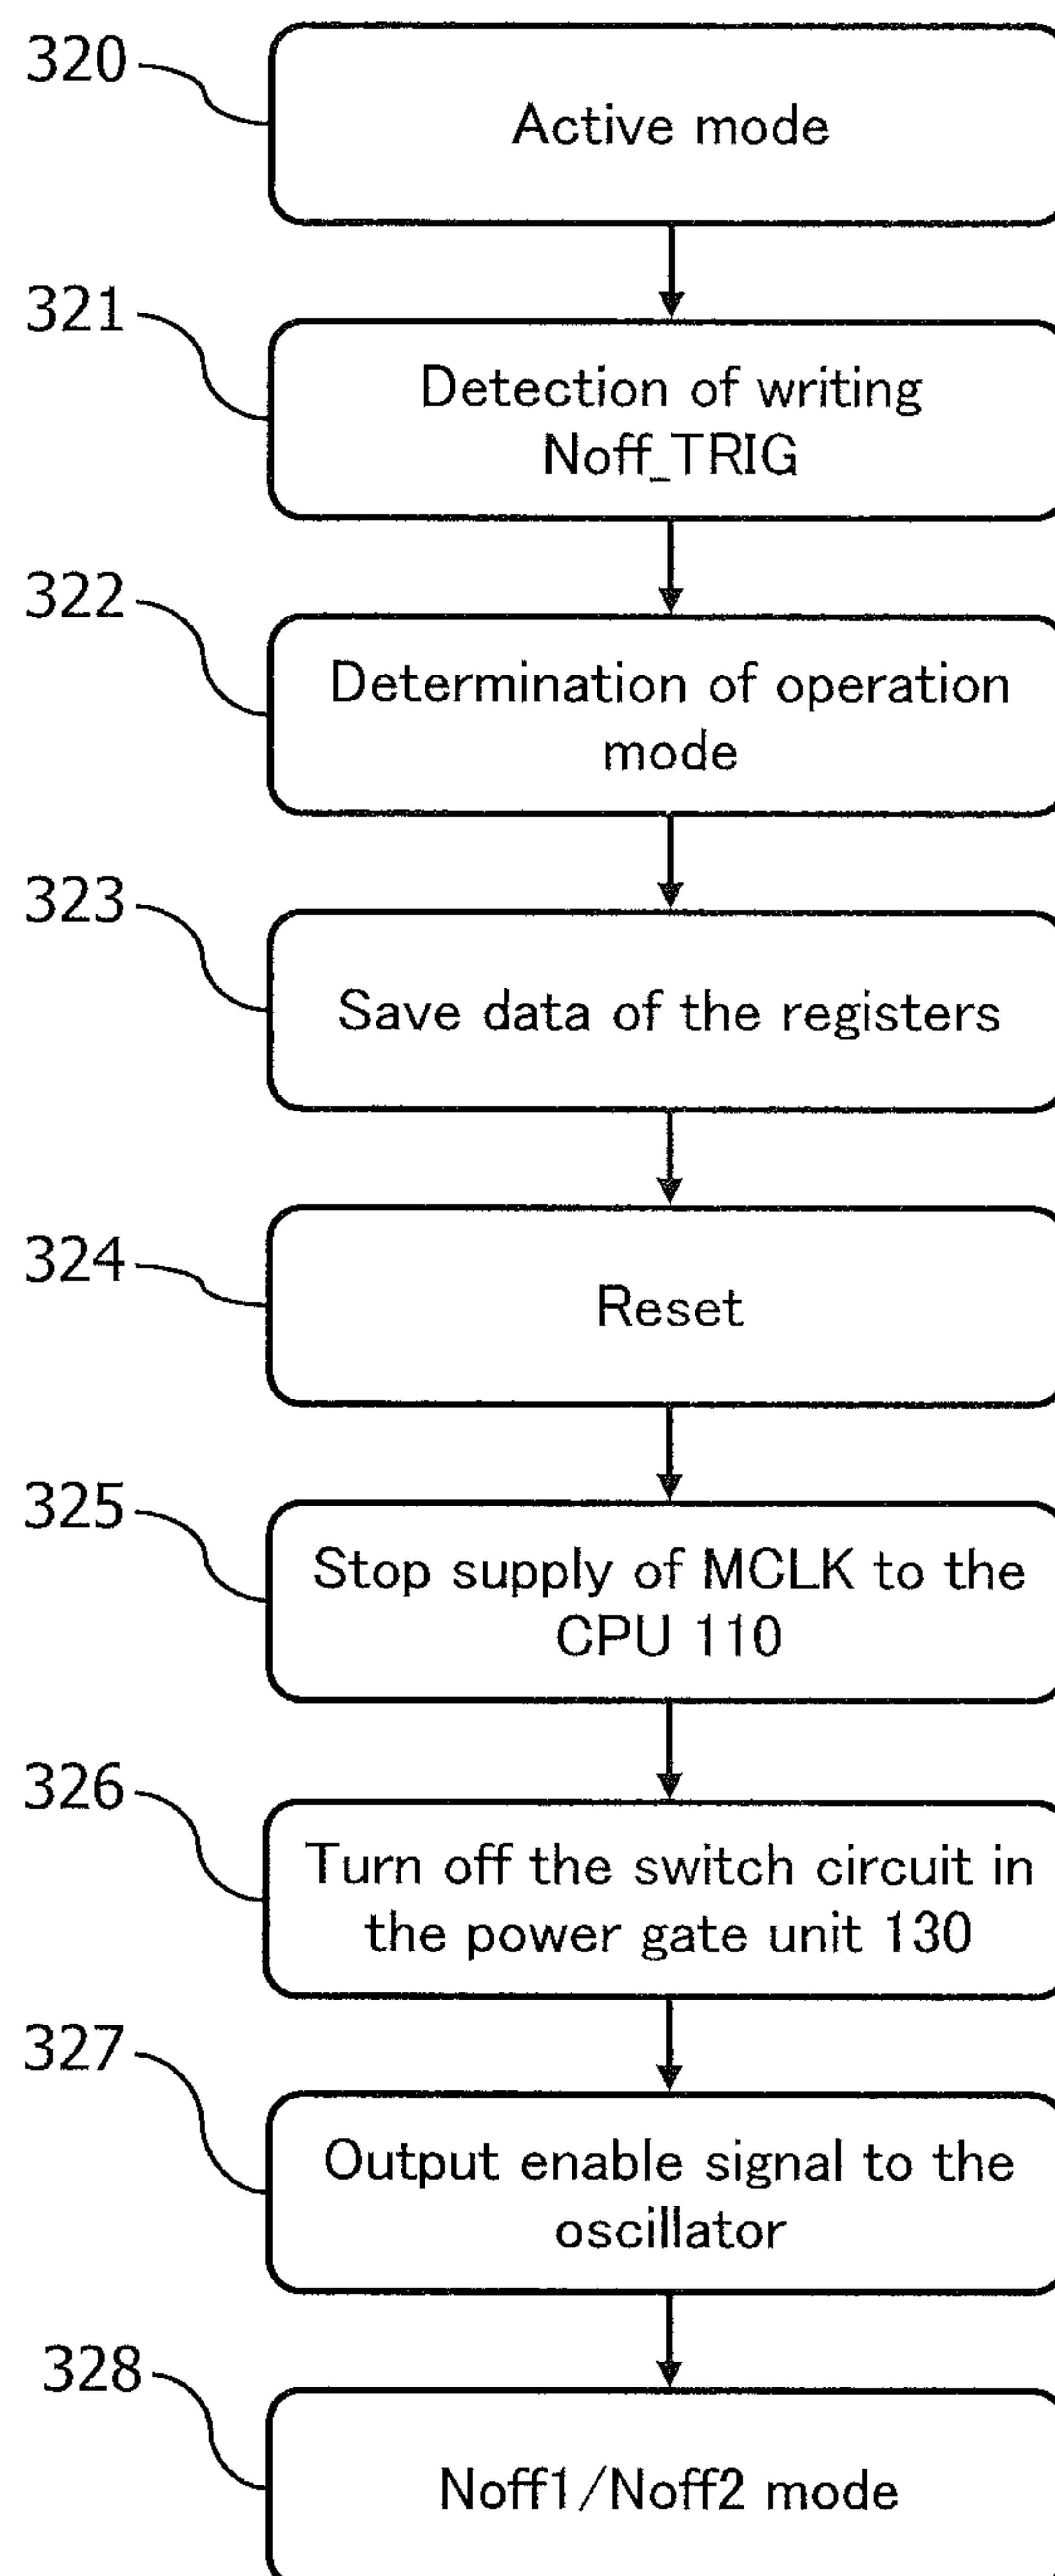 320
Active mode
321
Detection of writing
Noff_TRIG
322
Determination of operation
mode
323
Save data of the registers
324
Reset
325
Stop supply of MCLK to the
CPU 110
326
Turn off the switch circuit in
the power gate unit 130
327
Output enable signal to the
oscillator
328
Noff1/Noff2 mode